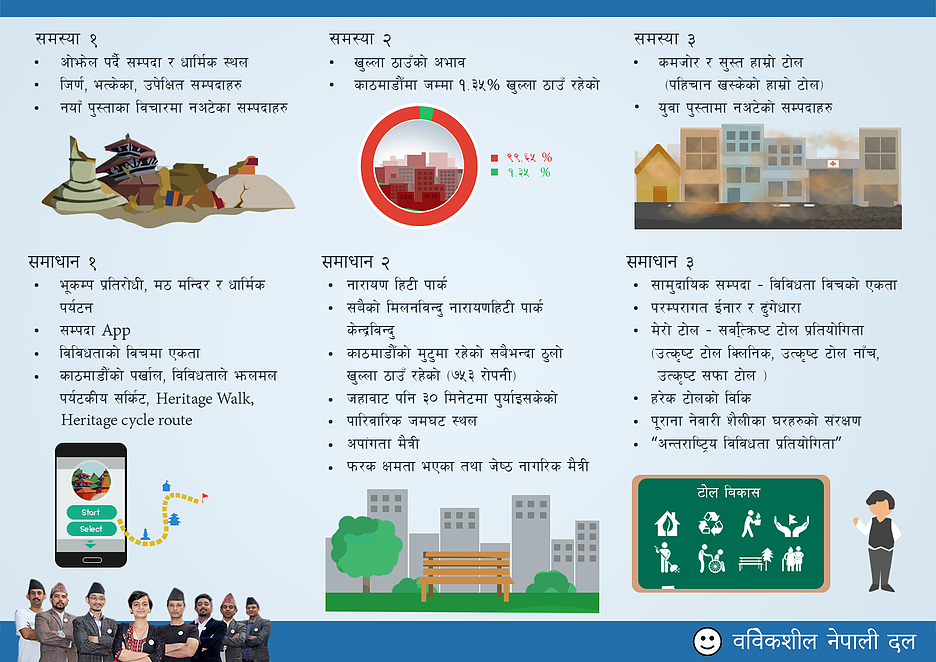 समस्या १
• ओझेल पर्दै सम्पदा र धार्मिक स्थल
• जिर्ण, भत्केका, उपेक्षित सम्पदाहरु
• नयाँ पुस्ताका विचारमा नअटेका सम्पदाहरु
समस्या २
• खुल्ला ठाउँको अभाव
• काठमाडौंमा जम्मा १.३५% खुल्ला ठाउँ रहेको
९९.६५ %
१.३५ %
समस्या ३
• कमजोर र सुस्त हाम्रो टोल
(पहिचान खस्केको हाम्रो टोल)
• युवा पुस्तामा नअटेको सम्पदाहरु
समाधान १
• भूकम्प प्रतिरोधी, मठ मन्दिर र धार्मिक
पर्यटन
• सम्पदा App
• विविधताको विचमा एकता
• काठमाडौंको पर्खाल, विविधताले झलमल
पर्यटकीय सर्किट, Heritage Walk,
Heritage cycle route
Start
Select
समाधान २
• नारायण हिटी पार्क
• सबैको मिलनविन्दु नारायणहिटी पार्क
केन्द्रविन्दु
• काठमाडौंको मुटुमा रहेको सबैभन्दा ठुलो
खुल्ला ठाउँ रहेको (७५३ रोपनी)
• जहावाट पनि ३० मिनेटमा पुर्याइसकेको
• पारिवारिक जमघट स्थल
• अपांगता मैत्री
• फरक क्षमता भएका तथा जेष्ठ नागरिक मैत्री
समाधान ३
• सामुदायिक सम्पदा - विविधता विचको एकता
• परम्परागत ईनार र ढुंगेधारा
• मेरो टोल - सर्वोत्क्रिष्ट टोल प्रतियोगिता
(उत्कृष्ट टोल क्लिनिक, उत्कृष्ट टोल नाँच,
उत्कृष्ट सफा टोल )
• हरेक टोलको विकि
• पूराना नेबारी शैलीका घरहरुको संरक्षण
• “अन्तराष्ट्रिय विविधता प्रतियोगिता”
टोल विकास
विवेकशील नेपाली दल